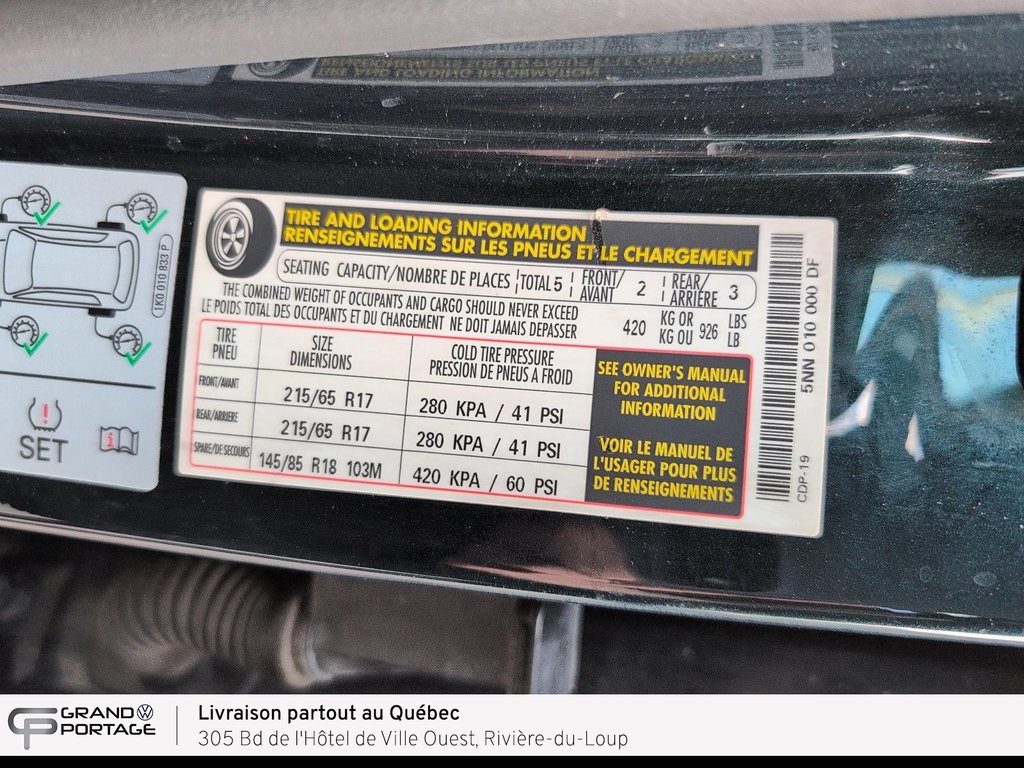 TIRE AND LOADING INFORMATION
RENSEIGNEMENTS SUR LES PNEUS ET LE CHARGEMENT
SEATING CAPACITY/NOMBRE DE PLACES TOTAL 5 FRONT/AVANT 2 REAR/ARRIÈRE 3
THE COMBINED WEIGHT OF OCCUPANTS AND CARGO SHOULD NEVER EXCEED
LE POIDS TOTAL DES OCCUPANTS ET DU CHARGEMENT NE DOIT JAMAIS DEPASSER
420 KG OR KG OU 926 LBS LB
TIRE PNEU
SIZE DIMENSIONS
COLD TIRE PRESSURE
PRESSION DE PNEUS A FROID
FRONT/AVANT 215/65 R17 280 KPA / 41 PSI
REAR/ARRIERE 215/65 R17 280 KPA / 41 PSI
SPARE/DE SECOURS 145/85 R18 103M 420 KPA / 60 PSI
SEE OWNER'S MANUAL
FOR ADDITIONAL
INFORMATION
VOIR LE MANUEL DE
L'USAGER POUR PLUS
DE RENSEIGNEMENTS
5NN 010 000 DF
CDP-19
1K0 010 833 P
SET
GRAND PORTAGE
Livraison partout au Québec
305 Bd de l'Hôtel de Ville Ouest, Rivière-du-Loup